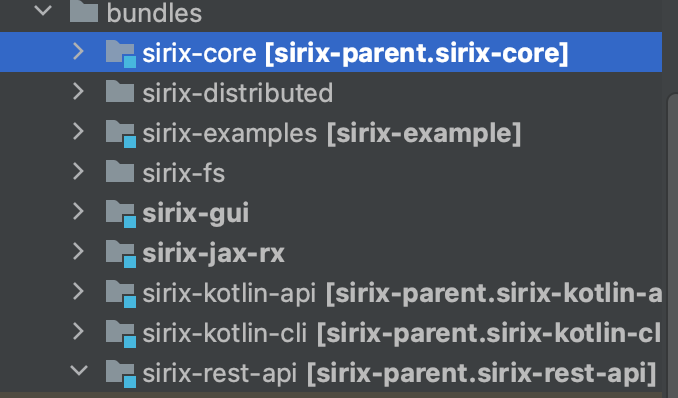 bundles
sirix-core [sirix-parent.sirix-core]
sirix-distributed
sirix-examples [sirix-example]
sirix-fs
sirix-gui
sirix-jax-rx
sirix-kotlin-api [sirix-parent.sirix-kotlin-a
sirix-kotlin-cli [sirix-parent.sirix-kotlin-cl
sirix-rest-api [sirix-parent.sirix-rest-api]